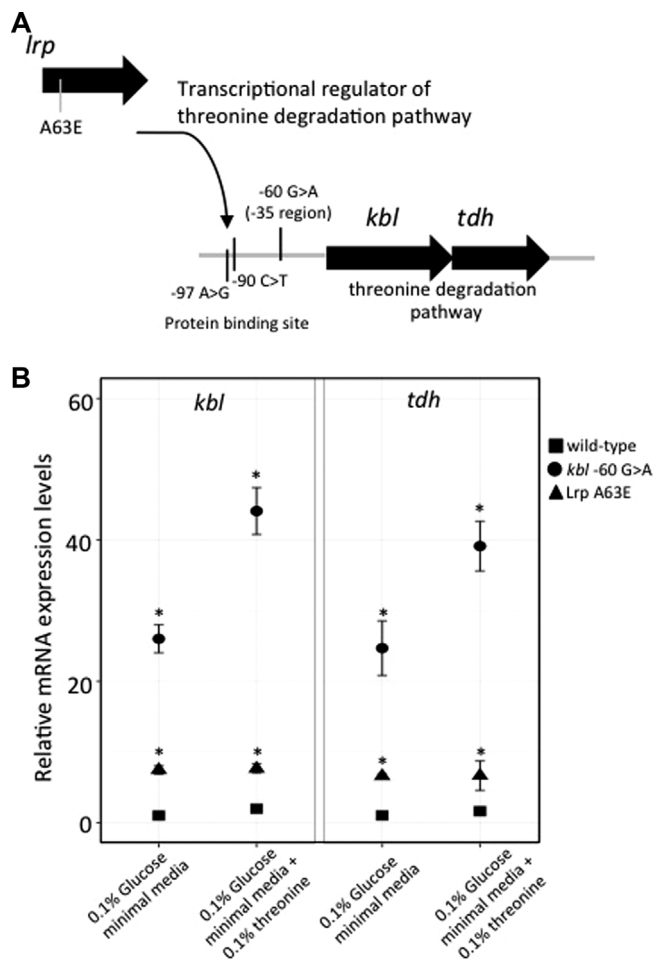 A
lrp
A63E
Transcriptional regulator of
threonine degradation pathway
-60 G>A
(-35 region)
kbl
tdh
-97 A>G
-90 C>T
threonine degradation
pathway
Protein binding site
B
Relative mRNA expression levels
60
40
20
0
kbl
tdh
*
*
*
*
*
*
*
*
wild-type
kbl -60 G>A
Lrp A63E
0.1% Glucose
minimal media
0.1% Glucose
minimal media +
0.1% threonine
0.1% Glucose
minimal media
0.1% Glucose
minimal media +
0.1% threonine